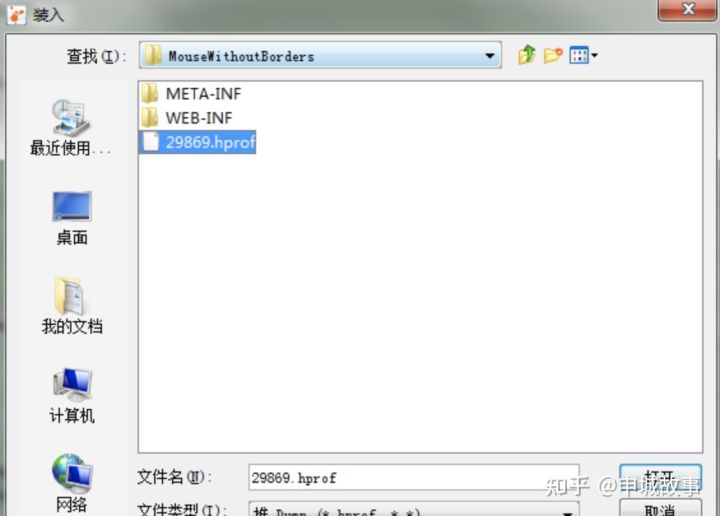 装入
查找(I): MouseWithoutBorders
META-INF
WEB-INF
29869.hprof
最近使用...
桌面
我的文档
计算机
网络
文件名(N): 29869.hprof 打开
文件类型(T): 堆 Dump (*.hprof, *.*) 取消
知乎 @申城故事